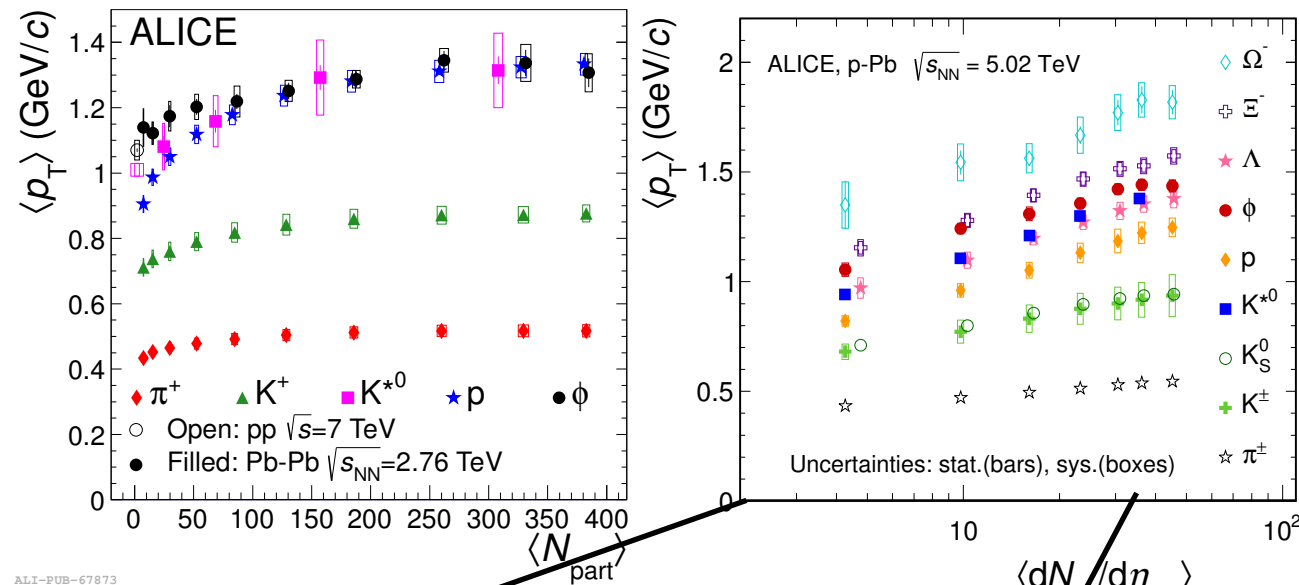 ALICE
⟨p_T⟩ (GeV/c)
1.4
1.2
1
0.8
0.6
0.4
0.2
0
π⁺ K⁺ K*⁰ p ϕ
Open: pp √s=7 TeV
Filled: Pb-Pb √s_NN=2.76 TeV
0 50 100 150 200 250 300 350 400
⟨N_part⟩
ALI-PUB-67873
⟨p_T⟩ (GeV/c)
2
1.5
1
0.5
0
ALICE, p-Pb √s_NN = 5.02 TeV
Ω⁻
Ξ⁻
Λ
ϕ
p
K*⁰
K⁰_S
K^±
π^±
Uncertainties: stat.(bars), sys.(boxes)
10 10²
⟨dN /dη ⟩